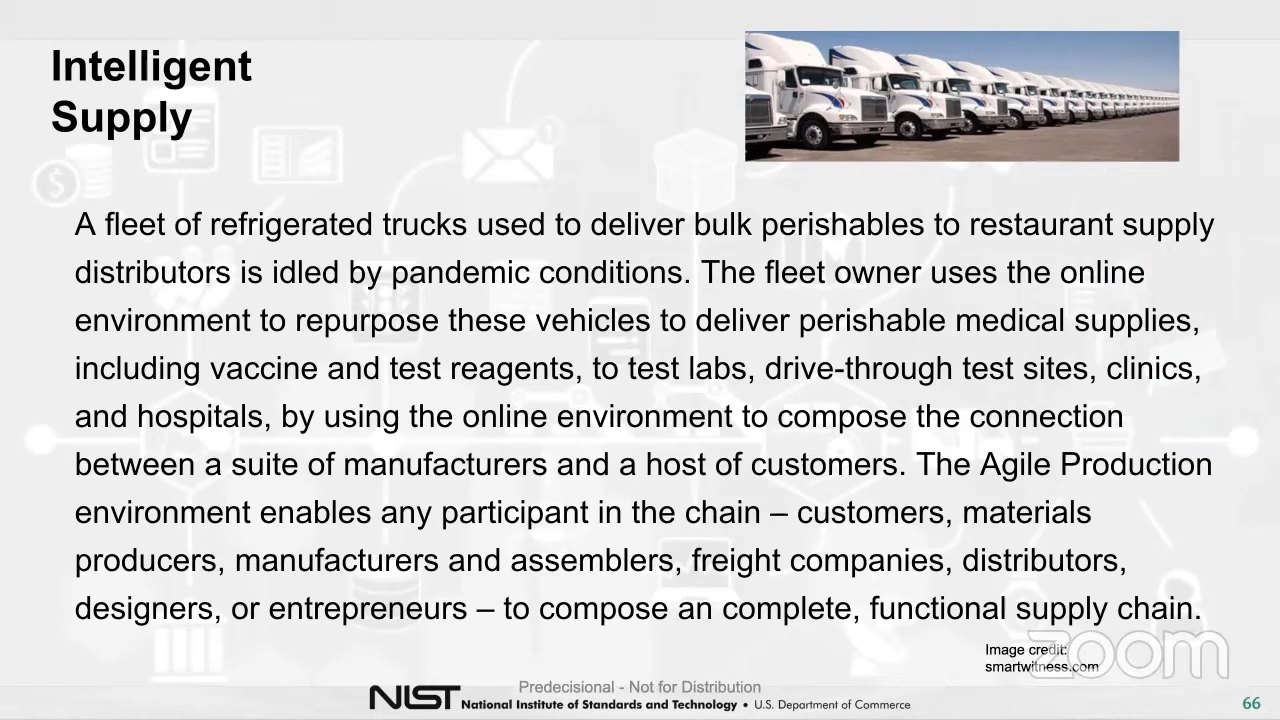 Intelligent
Supply
A fleet of refrigerated trucks used to deliver bulk perishables to restaurant supply
distributors is idled by pandemic conditions. The fleet owner uses the online
environment to repurpose these vehicles to deliver perishable medical supplies,
including vaccine and test reagents, to test labs, drive-through test sites, clinics,
and hospitals, by using the online environment to compose the connection
between a suite of manufacturers and a host of customers. The Agile Production
environment enables any participant in the chain – customers, materials
producers, manufacturers and assemblers, freight companies, distributors,
designers, or entrepreneurs – to compose an complete, functional supply chain.
Image credit:
smartwitness.com
zoom
Predecisional - Not for Distribution
NIST National Institute of Standards and Technology • U.S. Department of Commerce
66